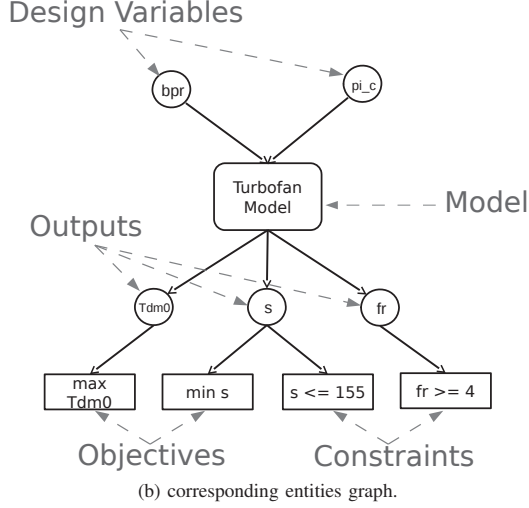 Design Variables
bpr
pi_c
Turbofan
Model
Model
Outputs
Tdm0
s
fr
max
Tdm0
min s
s <= 155
fr >= 4
Objectives
Constraints
(b) corresponding entities graph.